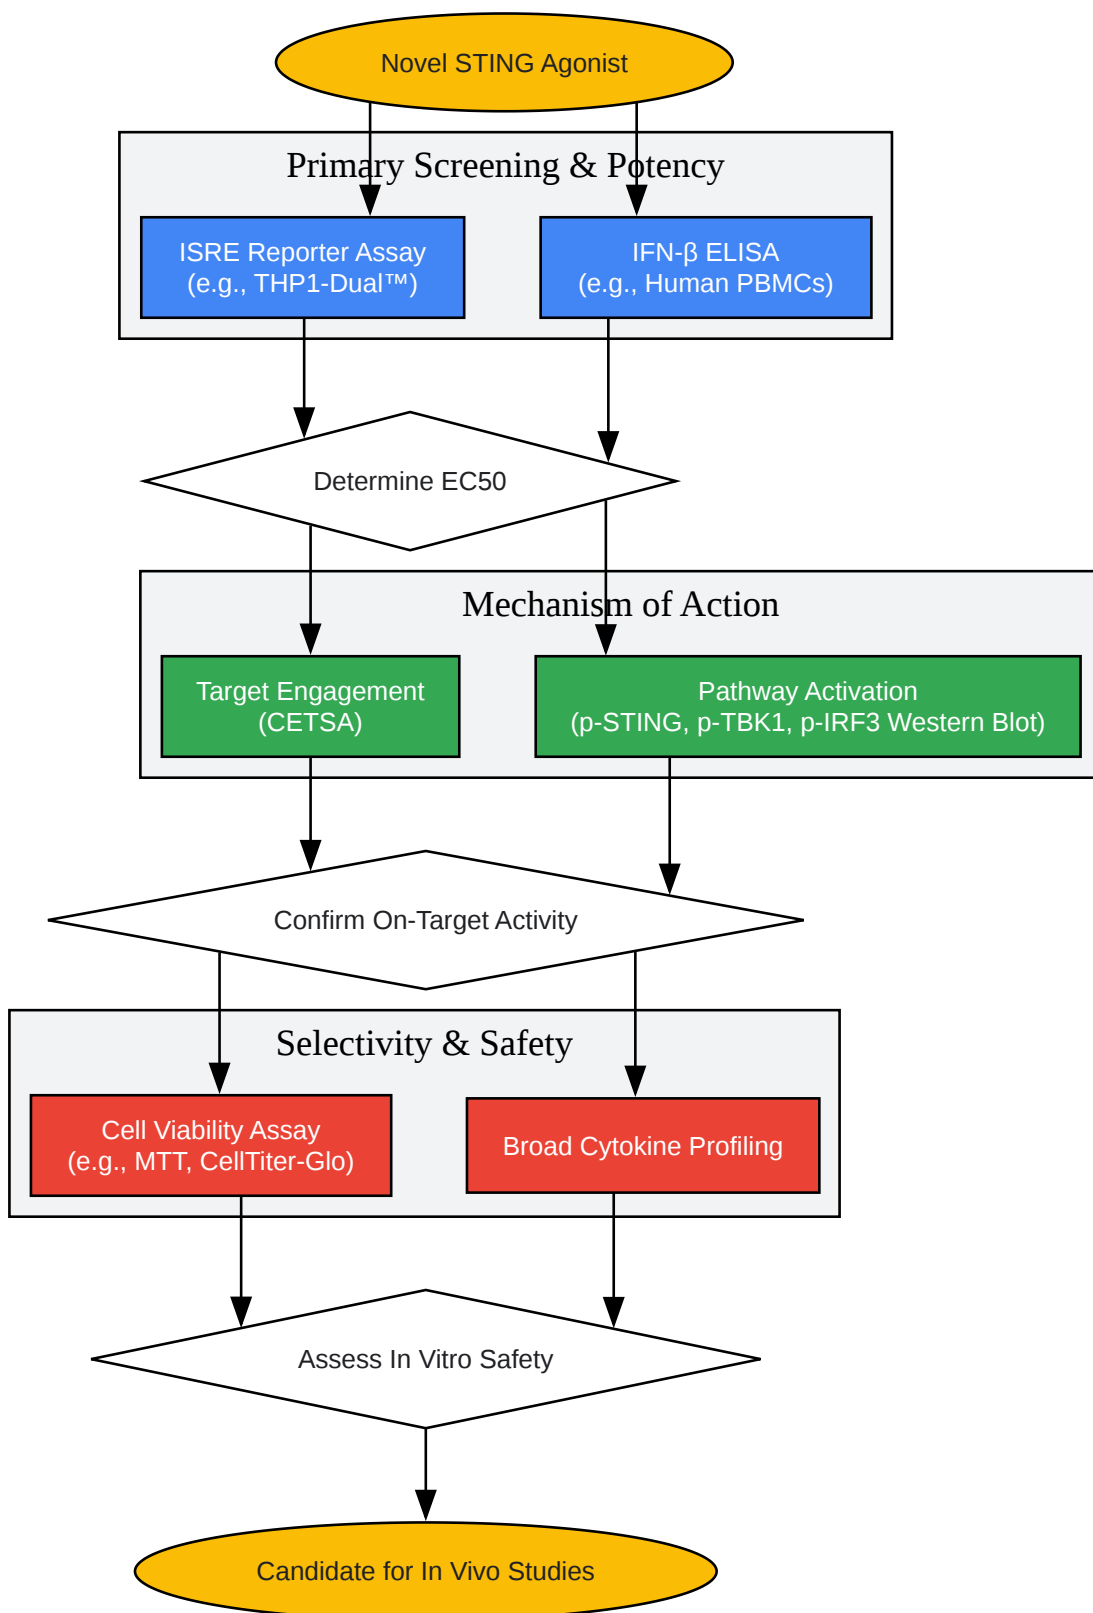 Novel STING Agonist
Primary Screening & Potency
ISRE Reporter Assay
(e.g., THP1-Dual™)
IFN-β ELISA
(e.g., Human PBMCs)
Determine EC50
Mechanism of Action
Target Engagement
(CETSA)
Pathway Activation
(p-STING, p-TBK1, p-IRF3 Western Blot)
Confirm On-Target Activity
Selectivity & Safety
Cell Viability Assay
(e.g., MTT, CellTiter-Glo)
Broad Cytokine Profiling
Assess In Vitro Safety
Candidate for In Vivo Studies